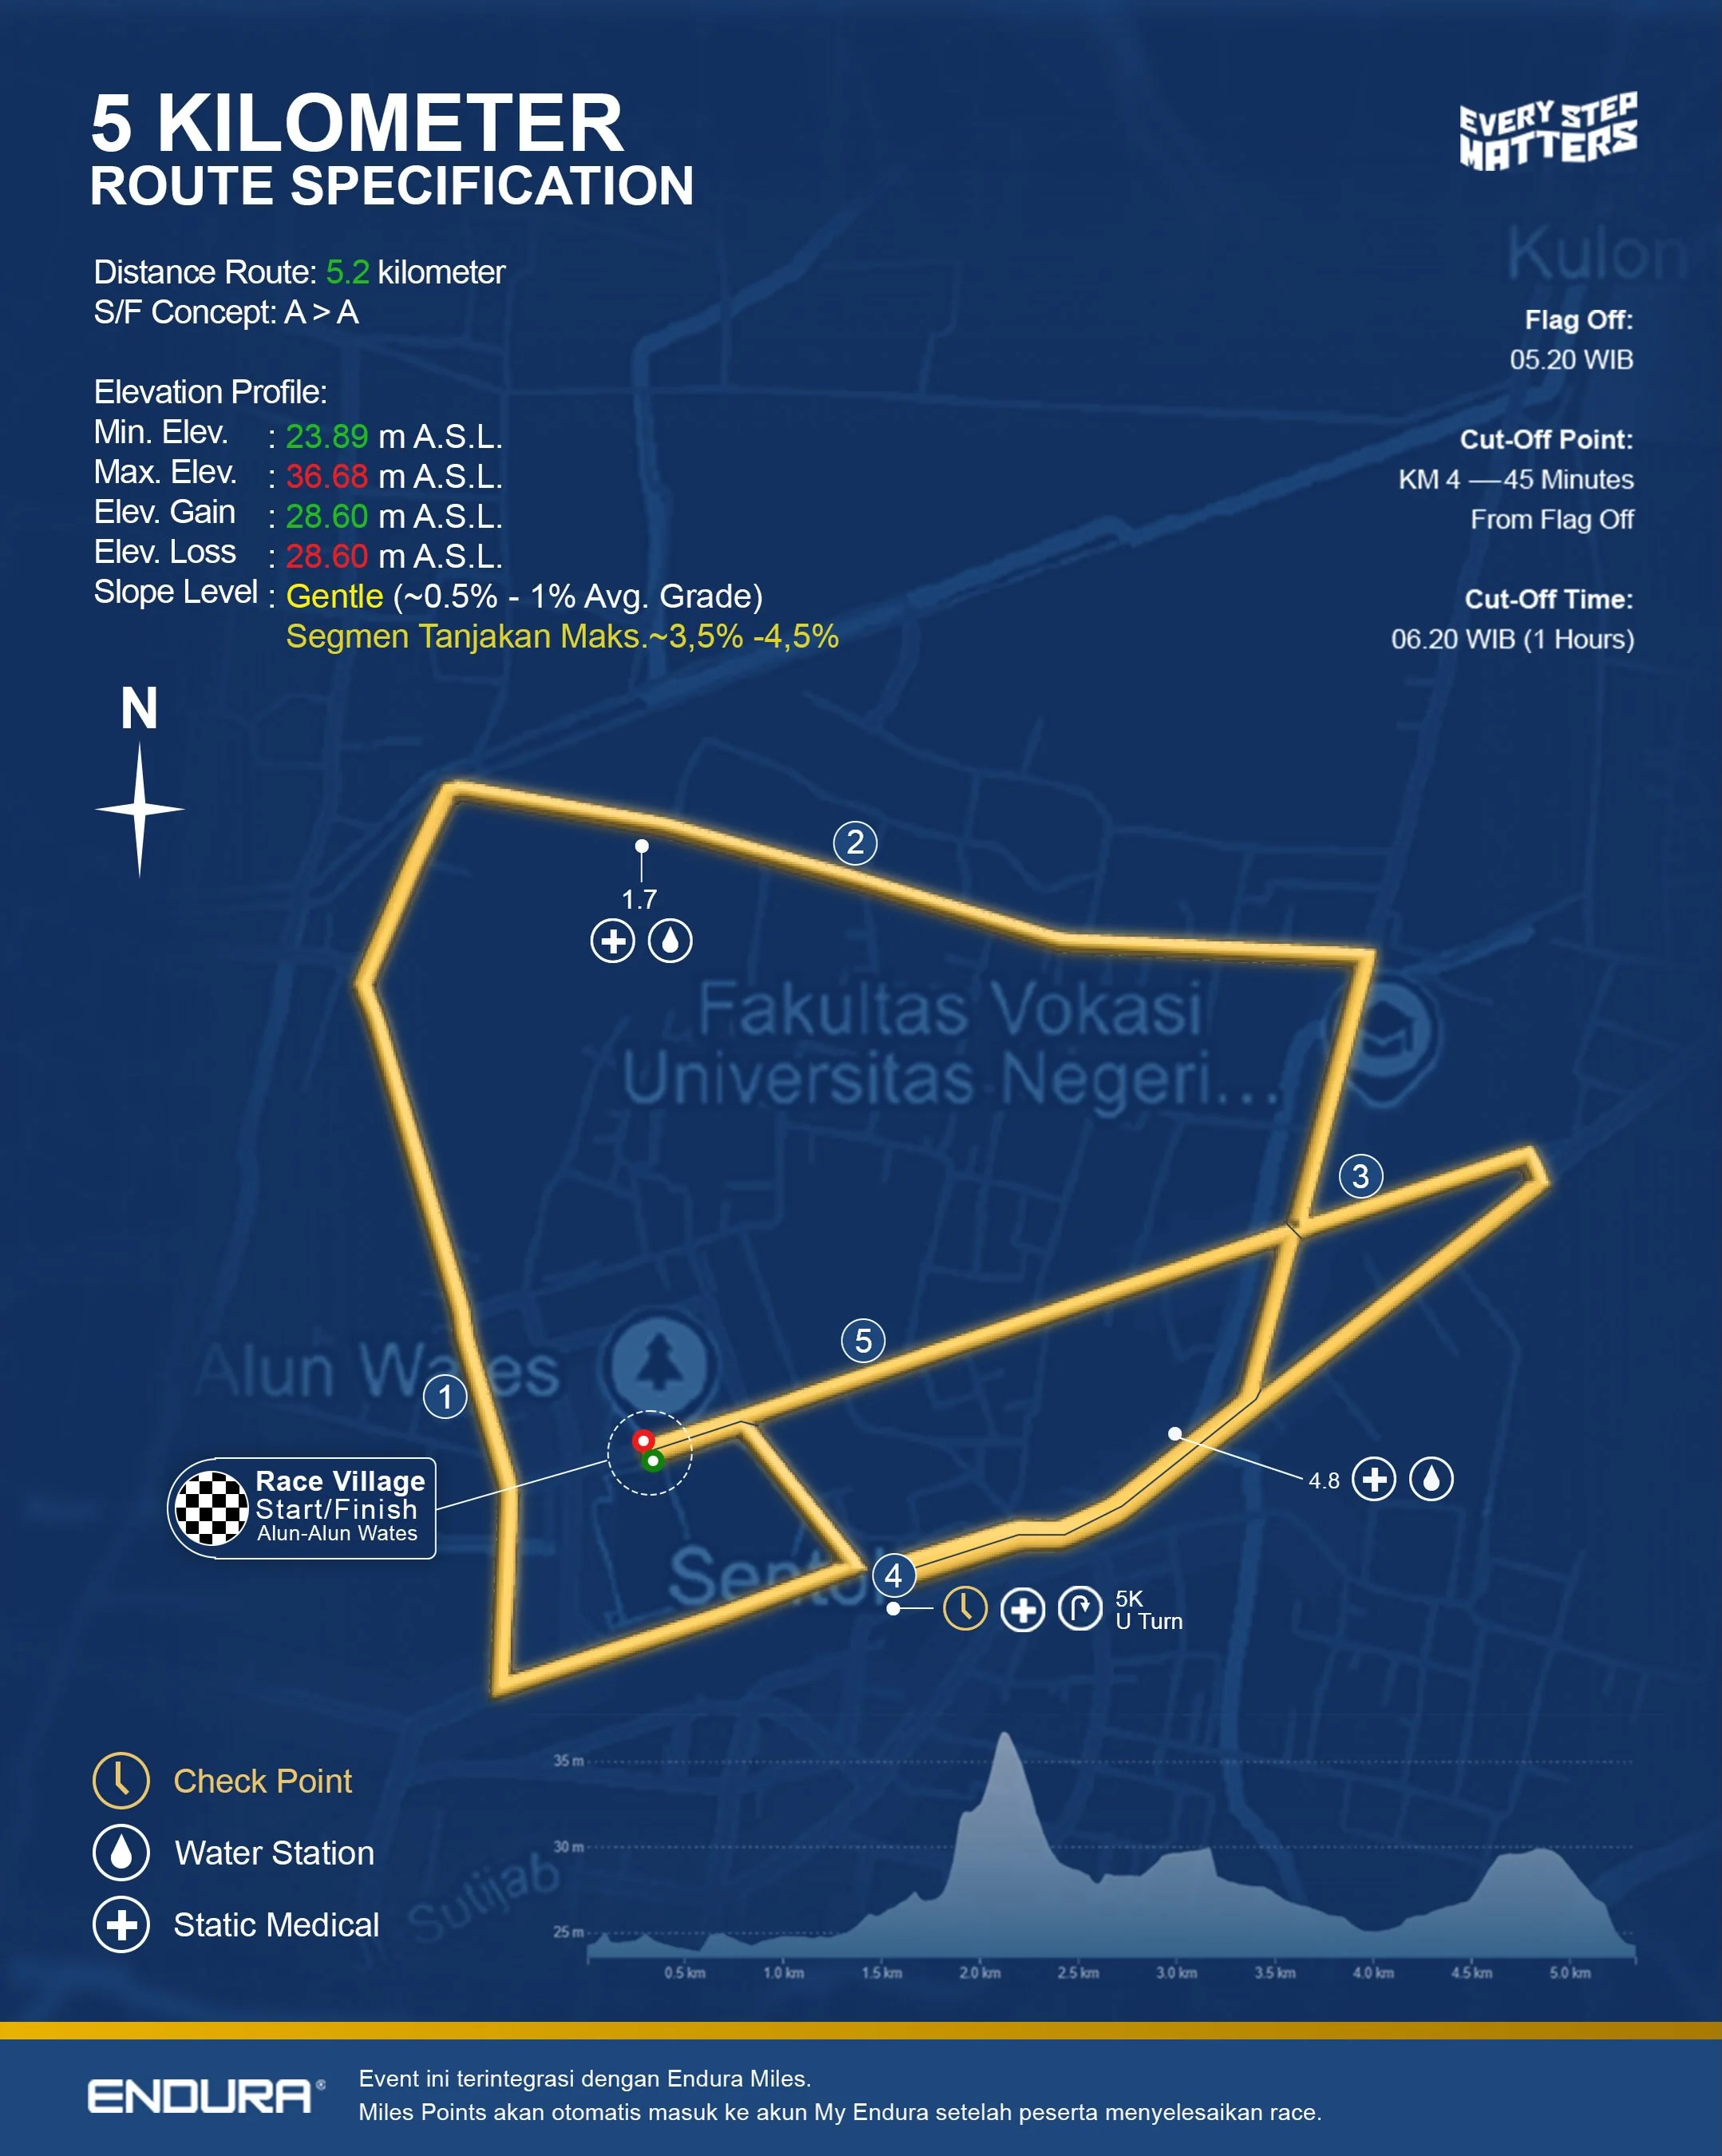 5 KILOMETER
ROUTE SPECIFICATION
EVERY STEP
MATTERS
Distance Route: 5.2 kilometer
S/F Concept: A > A
Elevation Profile:
Min. Elev. : 23.89 m A.S.L.
Max. Elev. : 36.68 m A.S.L.
Elev. Gain : 28.60 m A.S.L.
Elev. Loss : 28.60 m A.S.L.
Slope Level : Gentle (~0.5% - 1% Avg. Grade)
Segmen Tanjakan Maks.~3,5% -4,5%
Kulon
Flag Off:
05.20 WIB
Cut-Off Point:
KM 4 —45 Minutes
From Flag Off
Cut-Off Time:
06.20 WIB (1 Hours)
N
2
1.7
Fakultas Vokasi
Universitas Negeri...
3
5
Alun Wates
1
Race Village
Start/Finish
Alun-Alun Wates
4.8
Sentol
4
5K
U Turn
Check Point
Water Station
Static Medical
Jl. Sutijab
35 m
30 m
25 m
0.5 km 1.0 km 1.5 km 2.0 km 2.5 km 3.0 km 3.5 km 4.0 km 4.5 km 5.0 km
ENDURA®
Event ini terintegrasi dengan Endura Miles.
Miles Points akan otomatis masuk ke akun My Endura setelah peserta menyelesaikan race.